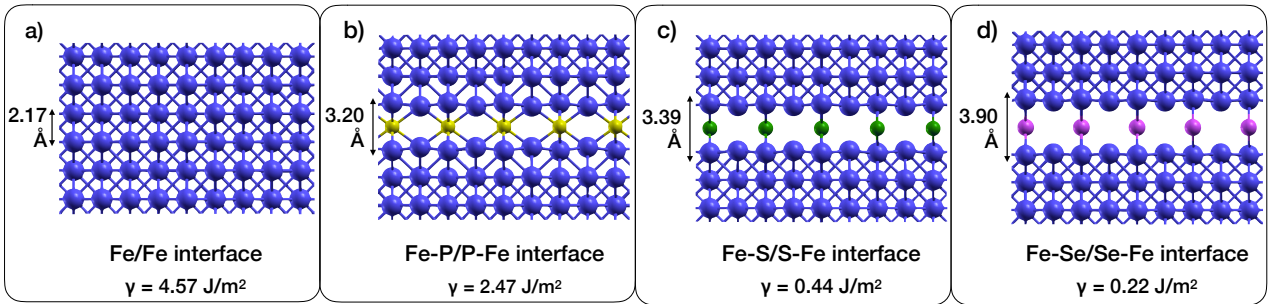 a)
2.17
Å
Fe/Fe interface
γ = 4.57 J/m²
b)
3.20
Å
Fe-P/P-Fe interface
γ = 2.47 J/m²
c)
3.39
Å
Fe-S/S-Fe interface
γ = 0.44 J/m²
d)
3.90
Å
Fe-Se/Se-Fe interface
γ = 0.22 J/m²